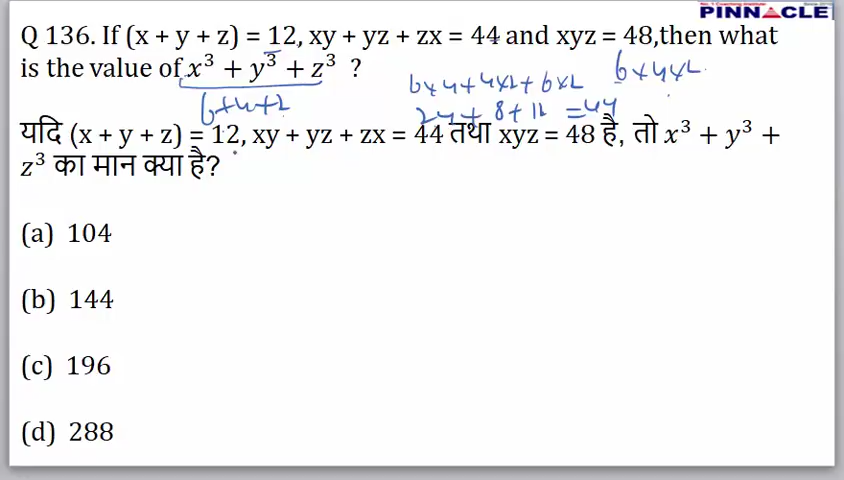 PINNACLE
Q 136. If (x + y + z) = 12, xy + yz + zx = 44 and xyz = 48,then what
is the value of x³ + y³ + z³ ?
6×4+4×2+6×2 6×4×2
6+4+2
24+8+12 =44
यदि (x + y + z) = 12, xy + yz + zx = 44 तथा xyz = 48 है, तो x³ + y³ +
z³ का मान क्या है?
(a) 104
(b) 144
(c) 196
(d) 288